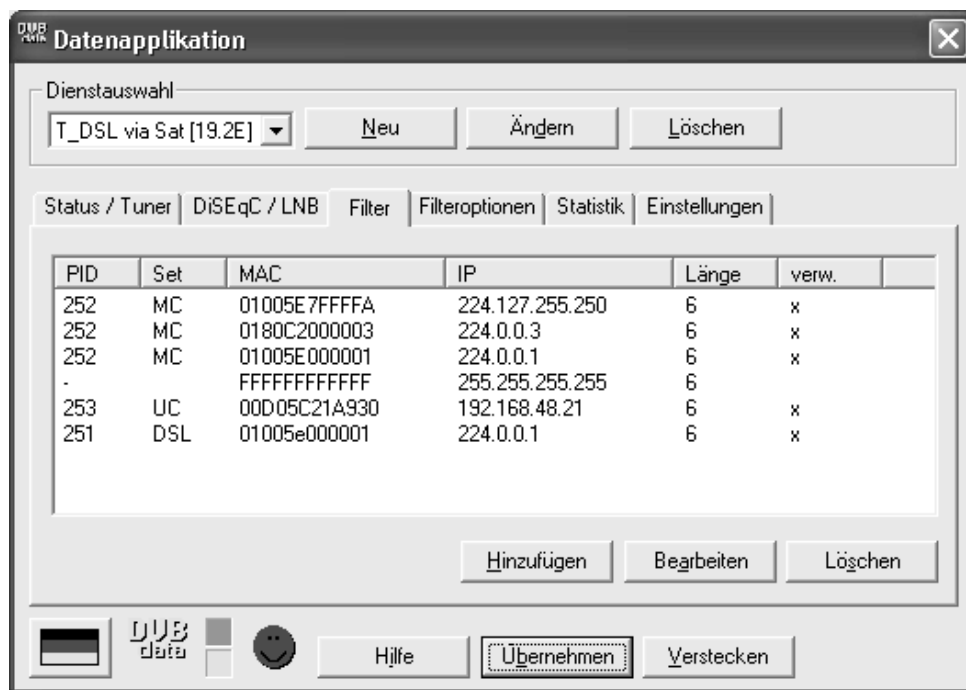 DVB data Datenapplikation
Dienstauswahl
T_DSL via Sat [19.2E] Neu Ändern Löschen
Status / Tuner DiSEqC / LNB Filter Filteroptionen Statistik Einstellungen
PID Set MAC IP Länge verw.
252 MC 01005E7FFFFA 224.127.255.250 6 x
252 MC 0180C2000003 224.0.0.3 6 x
252 MC 01005E000001 224.0.0.1 6 x
- FFFFFFFFFFFF 255.255.255.255 6
253 UC 00D05C21A930 192.168.48.21 6 x
251 DSL 01005e000001 224.0.0.1 6 x
Hinzufügen Bearbeiten Löschen
DVB data Hilfe Übernehmen Verstecken